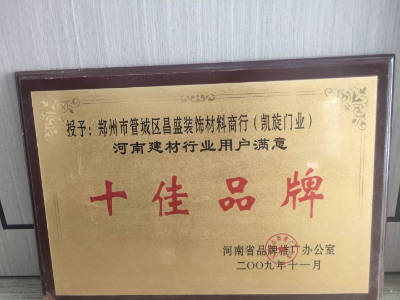 授予：郑州市管城区昌盛装饰材料商行（凯旋门业）
河南建材行业用户满意
十佳品牌
河南省品牌推广办公室
二〇〇九年十一月